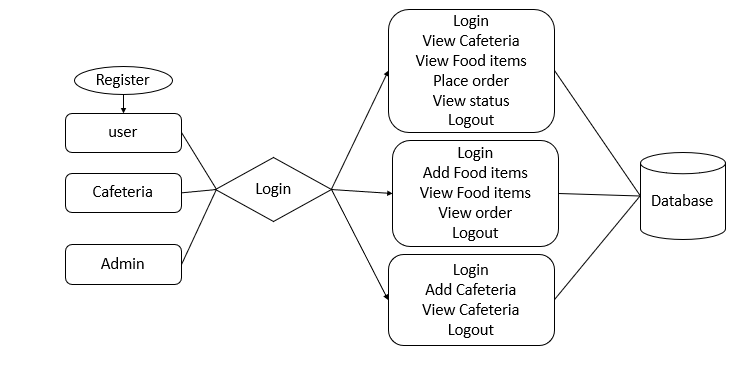 Register
user
Cafeteria
Admin
Login
Login
View Cafeteria
View Food items
Place order
View status
Logout
Login
Add Food items
View Food items
View order
Logout
Login
Add Cafeteria
View Cafeteria
Logout
Database